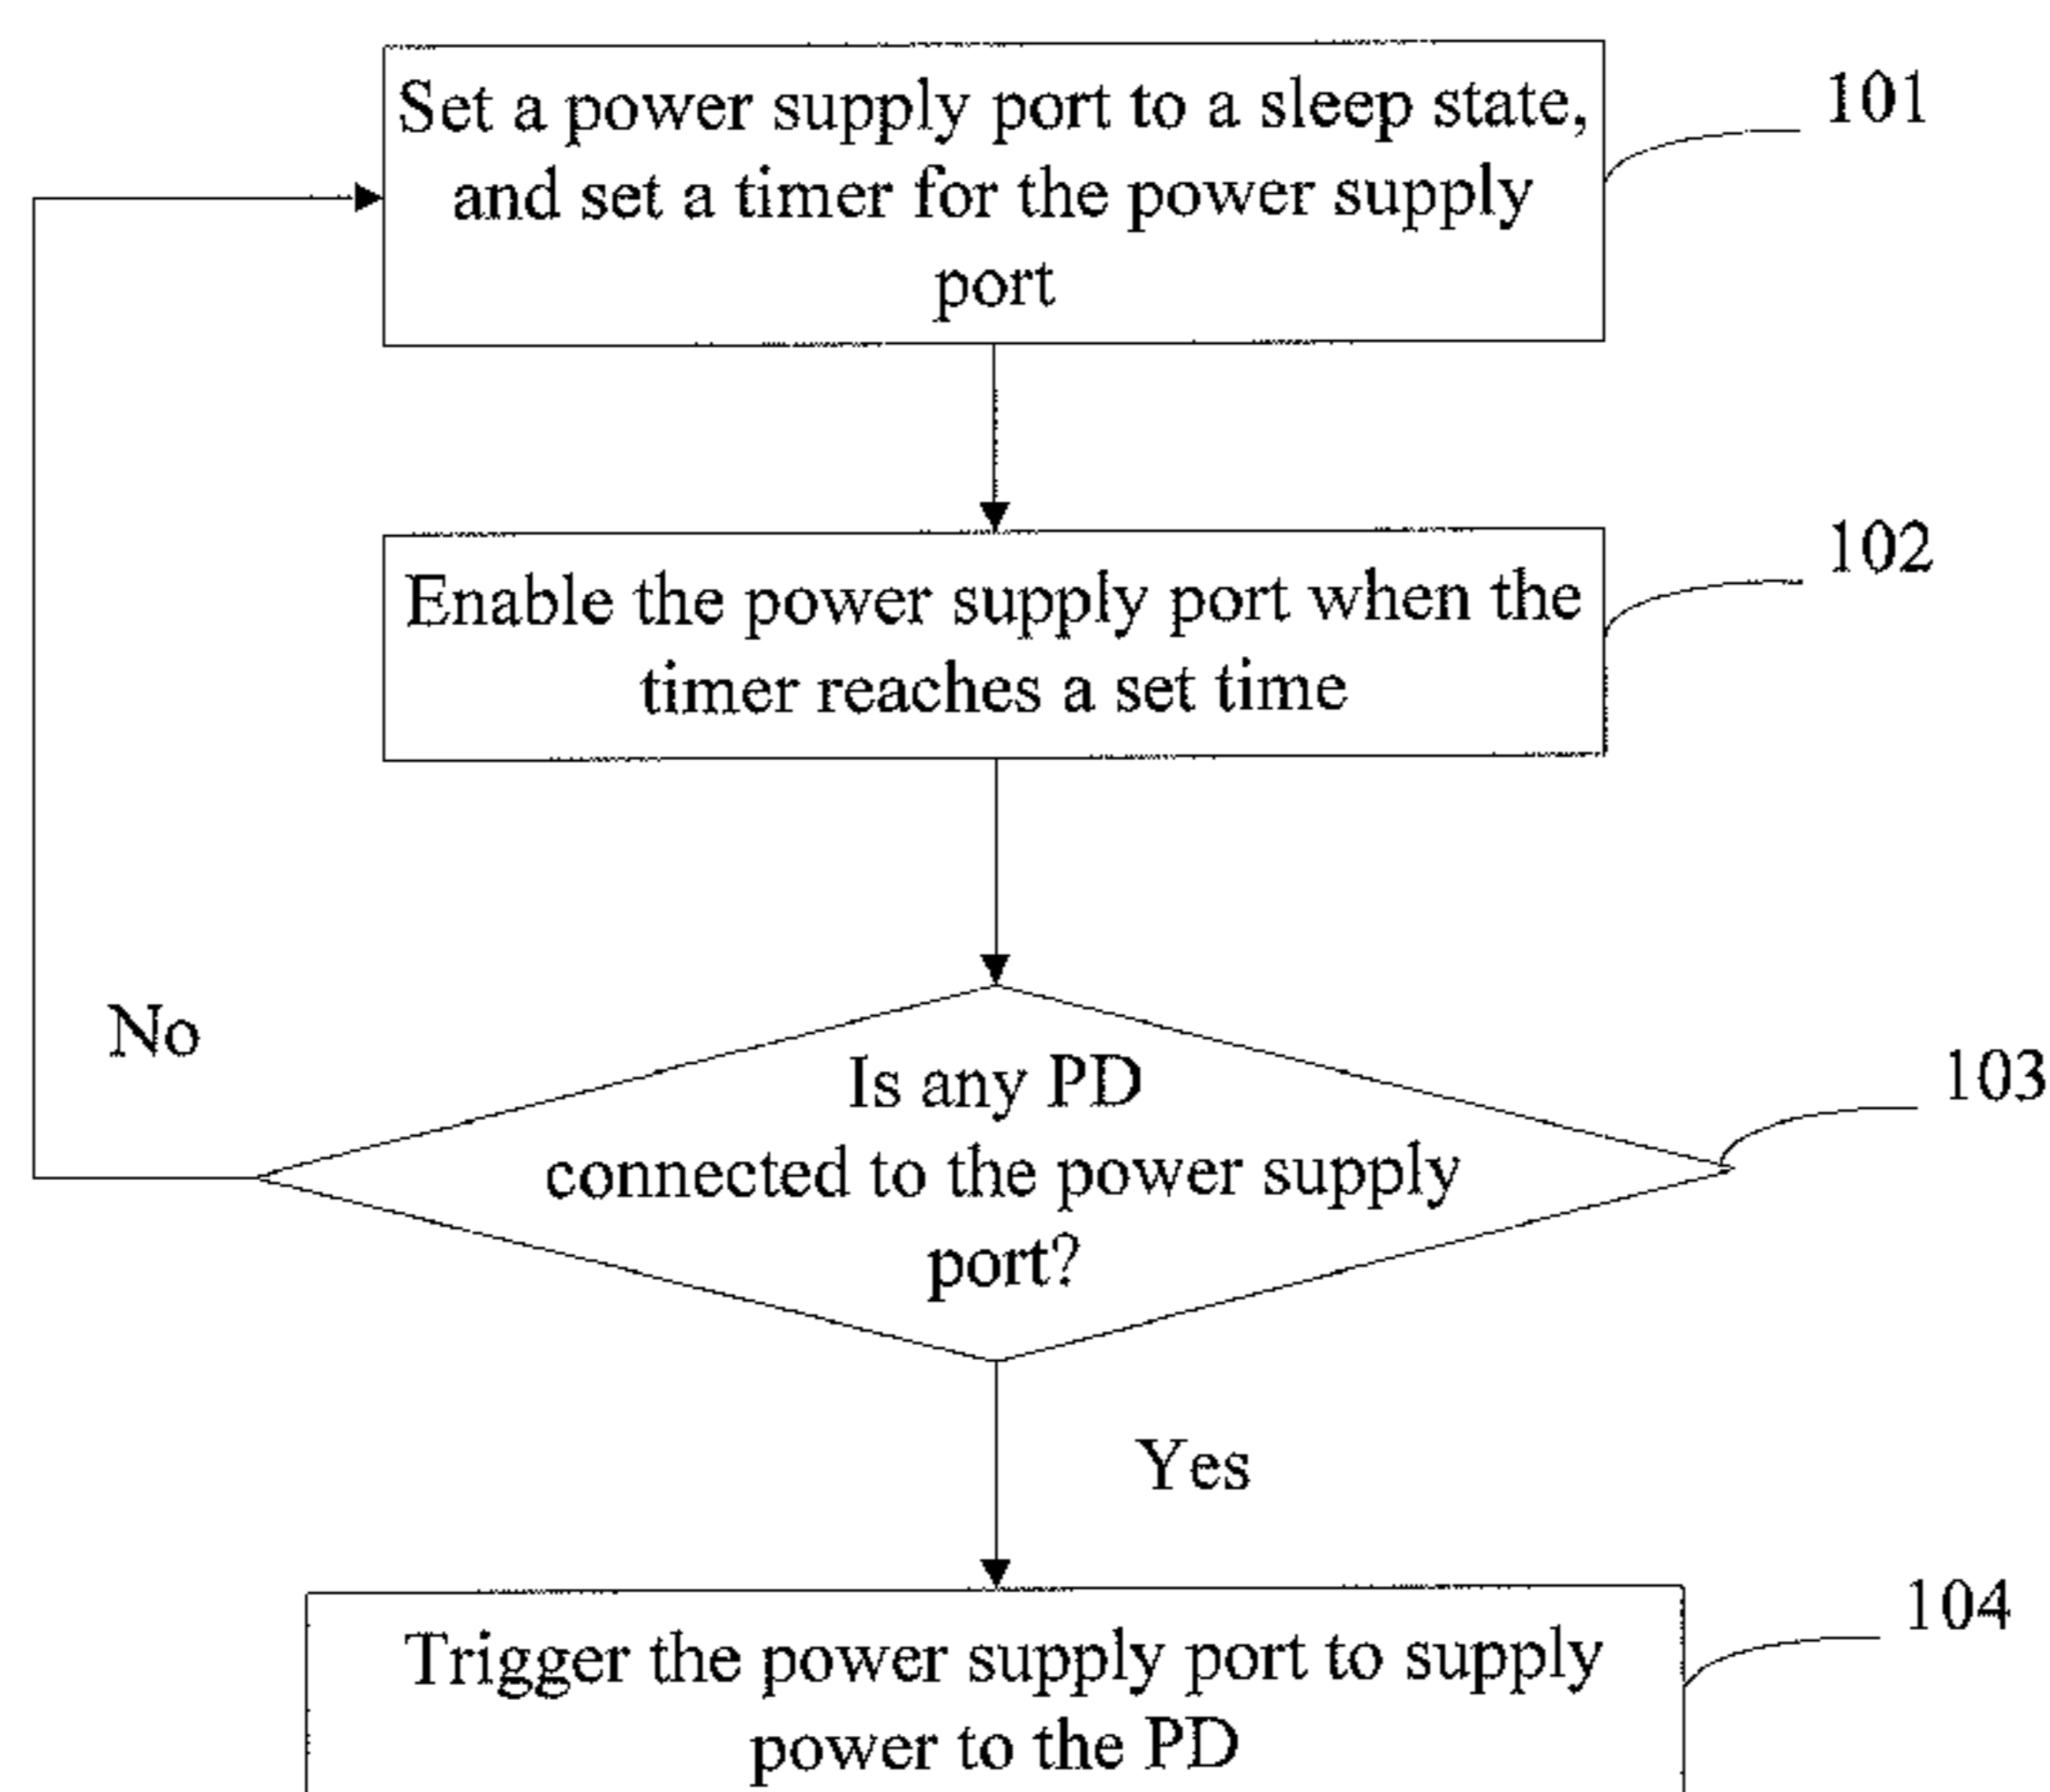 Set a power supply port to a sleep state,
and set a timer for the power supply
port
101
Enable the power supply port when the
timer reaches a set time
102
No
Is any PD
connected to the power supply
port?
103
Yes
Trigger the power supply port to supply
power to the PD
104